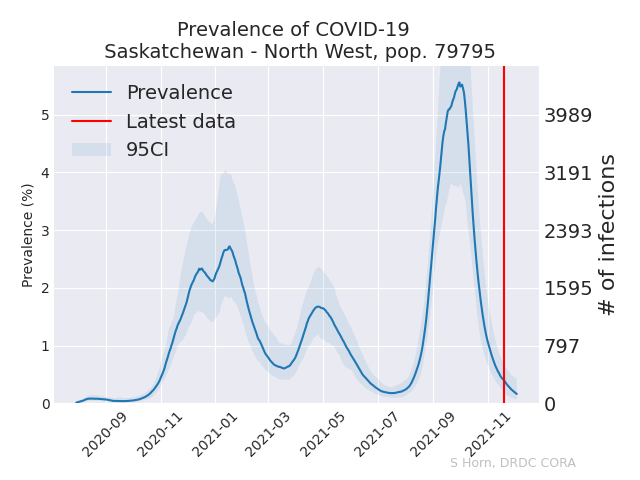 Prevalence of COVID-19
Saskatchewan - North West, pop. 79795
Prevalence
Latest data
95CI
Prevalence (%)
5
4
3
2
1
0
3989
3191
2393
1595
797
0
# of infections
2020-09
2020-11
2021-01
2021-03
2021-05
2021-07
2021-09
2021-11
S Horn, DRDC CORA